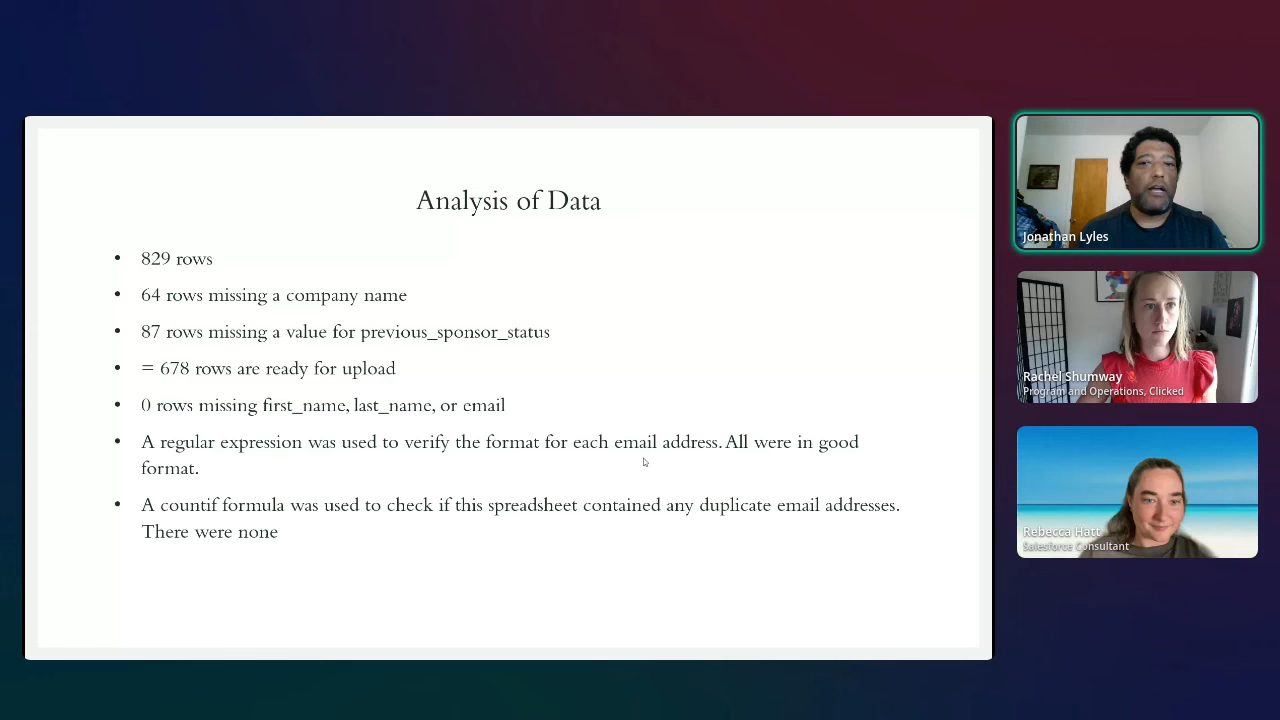 Analysis of Data
• 829 rows
• 64 rows missing a company name
• 87 rows missing a value for previous_sponsor_status
• = 678 rows are ready for upload
• 0 rows missing first_name, last_name, or email
• A regular expression was used to verify the format for each email address. All were in good
format.
• A countif formula was used to check if this spreadsheet contained any duplicate email addresses.
There were none
Jonathan Lyles
Rachel Shumway
Program and Operations, Clicked
Rebecca Hatt
Salesforce Consultant